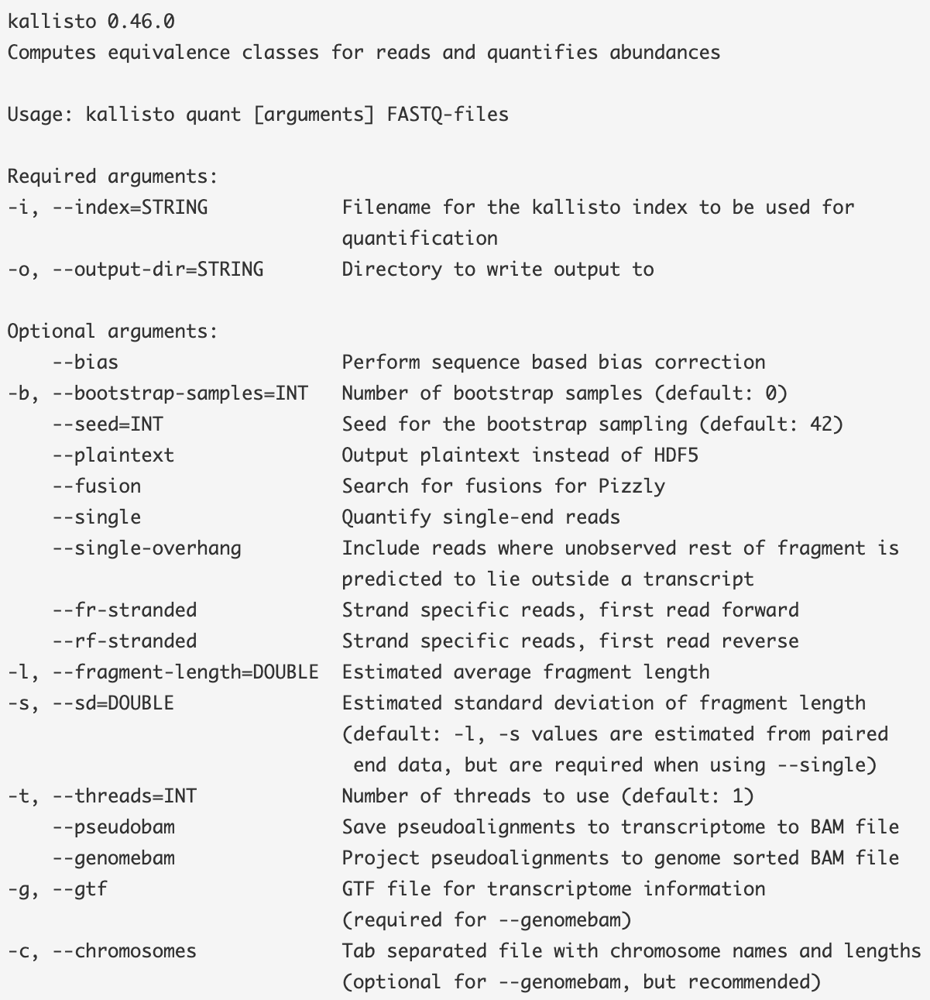 kallisto 0.46.0
Computes equivalence classes for reads and quantifies abundances

Usage: kallisto quant [arguments] FASTQ-files

Required arguments:
-i, --index=STRING            Filename for the kallisto index to be used for
                              quantification
-o, --output-dir=STRING       Directory to write output to

Optional arguments:
    --bias                    Perform sequence based bias correction
-b, --bootstrap-samples=INT   Number of bootstrap samples (default: 0)
    --seed=INT                Seed for the bootstrap sampling (default: 42)
    --plaintext               Output plaintext instead of HDF5
    --fusion                  Search for fusions for Pizzly
    --single                  Quantify single-end reads
    --single-overhang         Include reads where unobserved rest of fragment is
                              predicted to lie outside a transcript
    --fr-stranded             Strand specific reads, first read forward
    --rf-stranded             Strand specific reads, first read reverse
-l, --fragment-length=DOUBLE  Estimated average fragment length
-s, --sd=DOUBLE               Estimated standard deviation of fragment length
                              (default: -l, -s values are estimated from paired
                               end data, but are required when using --single)
-t, --threads=INT             Number of threads to use (default: 1)
    --pseudobam               Save pseudoalignments to transcriptome to BAM file
    --genomebam               Project pseudoalignments to genome sorted BAM file
-g, --gtf                     GTF file for transcriptome information
                              (required for --genomebam)
-c, --chromosomes             Tab separated file with chromosome names and lengths
                              (optional for --genomebam, but recommended)